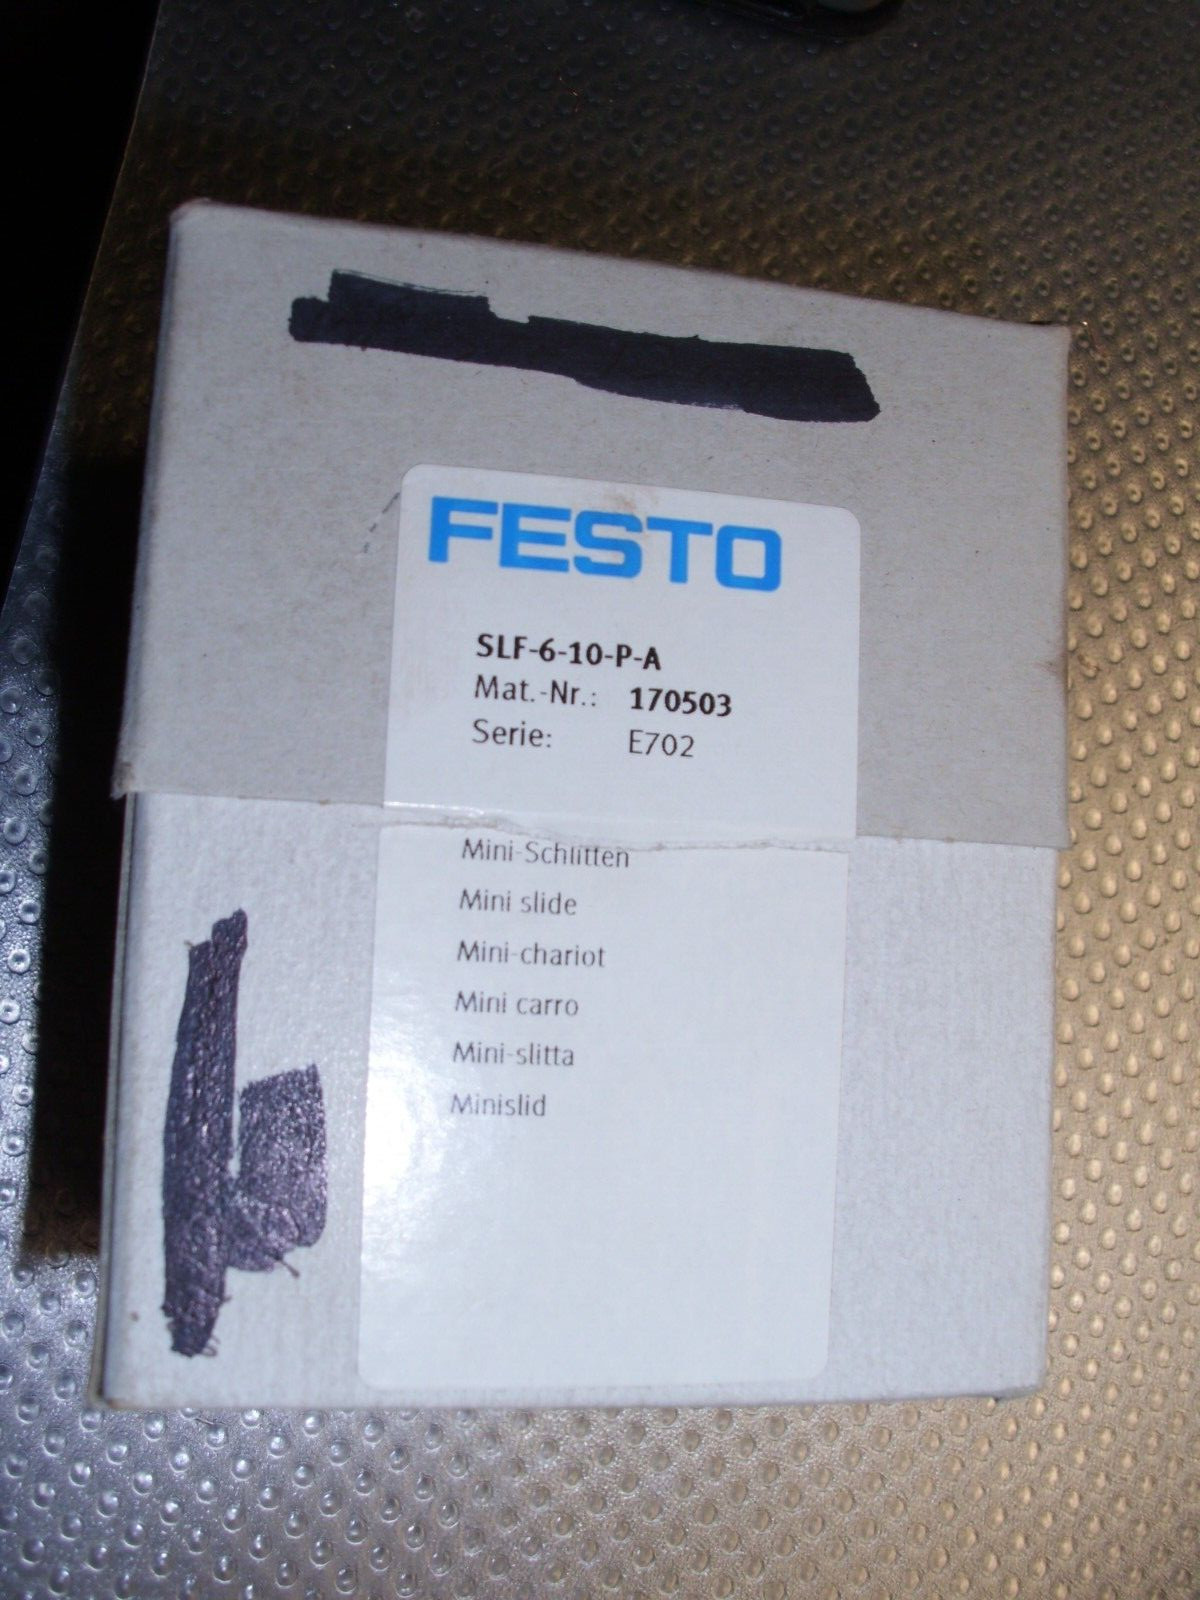 FESTO
SLF-6-10-P-A
Mat.-Nr.: 170503
Serie: E702
Mini-Schlitten
Mini slide
Mini-chariot
Mini carro
Mini-slitta
Minislid